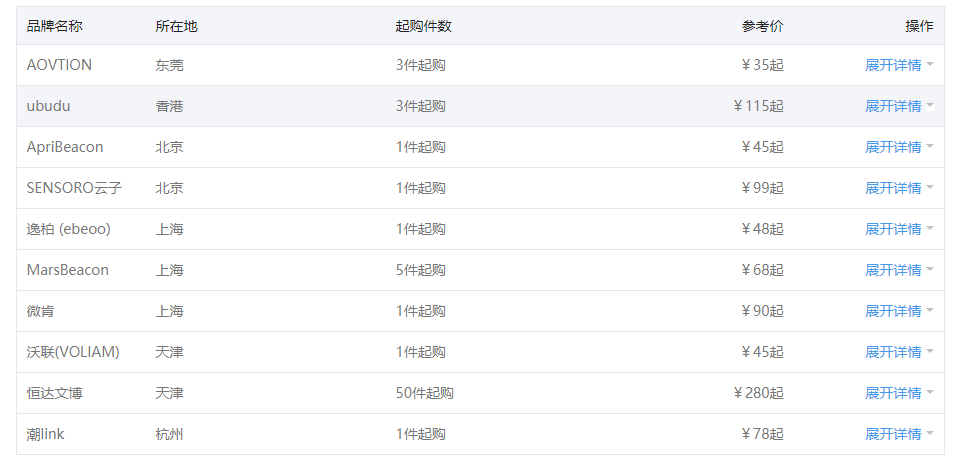 品牌名称 所在地 起购件数 参考价 操作
AOVTION 东莞 3件起购 ￥35起 展开详情
ubudu 香港 3件起购 ￥115起 展开详情
ApriBeacon 北京 1件起购 ￥45起 展开详情
SENSORO云子 北京 1件起购 ￥99起 展开详情
逸柏 (ebeoo) 上海 1件起购 ￥48起 展开详情
MarsBeacon 上海 5件起购 ￥68起 展开详情
微肯 上海 1件起购 ￥90起 展开详情
沃联(VOLIAM) 天津 1件起购 ￥45起 展开详情
恒达文博 天津 50件起购 ￥280起 展开详情
潮link 杭州 1件起购 ￥78起 展开详情